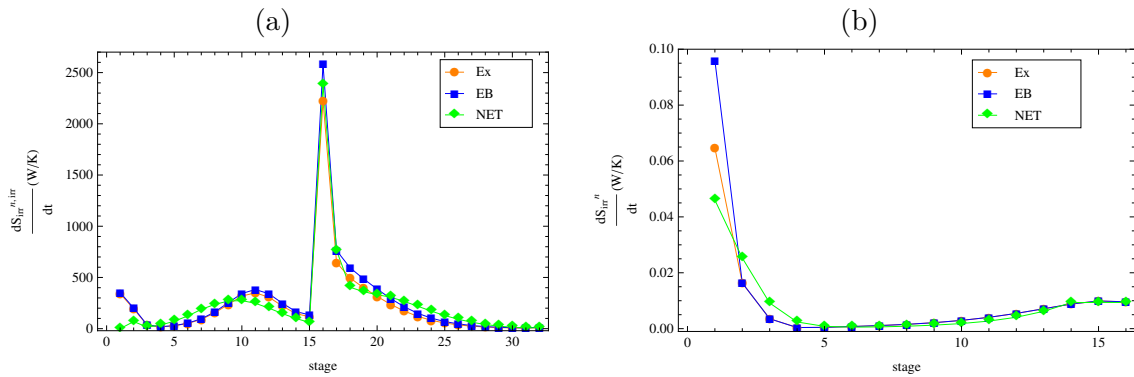 (a)
2500
2000
1500
1000
500
0
0 5 10 15 20 25 30
stage
dS_irr^{n,irr}/dt (W/K)
Ex
EB
NET
(b)
0.10
0.08
0.06
0.04
0.02
0.00
0 5 10 15
stage
dS_irr^n/dt (W/K)
Ex
EB
NET